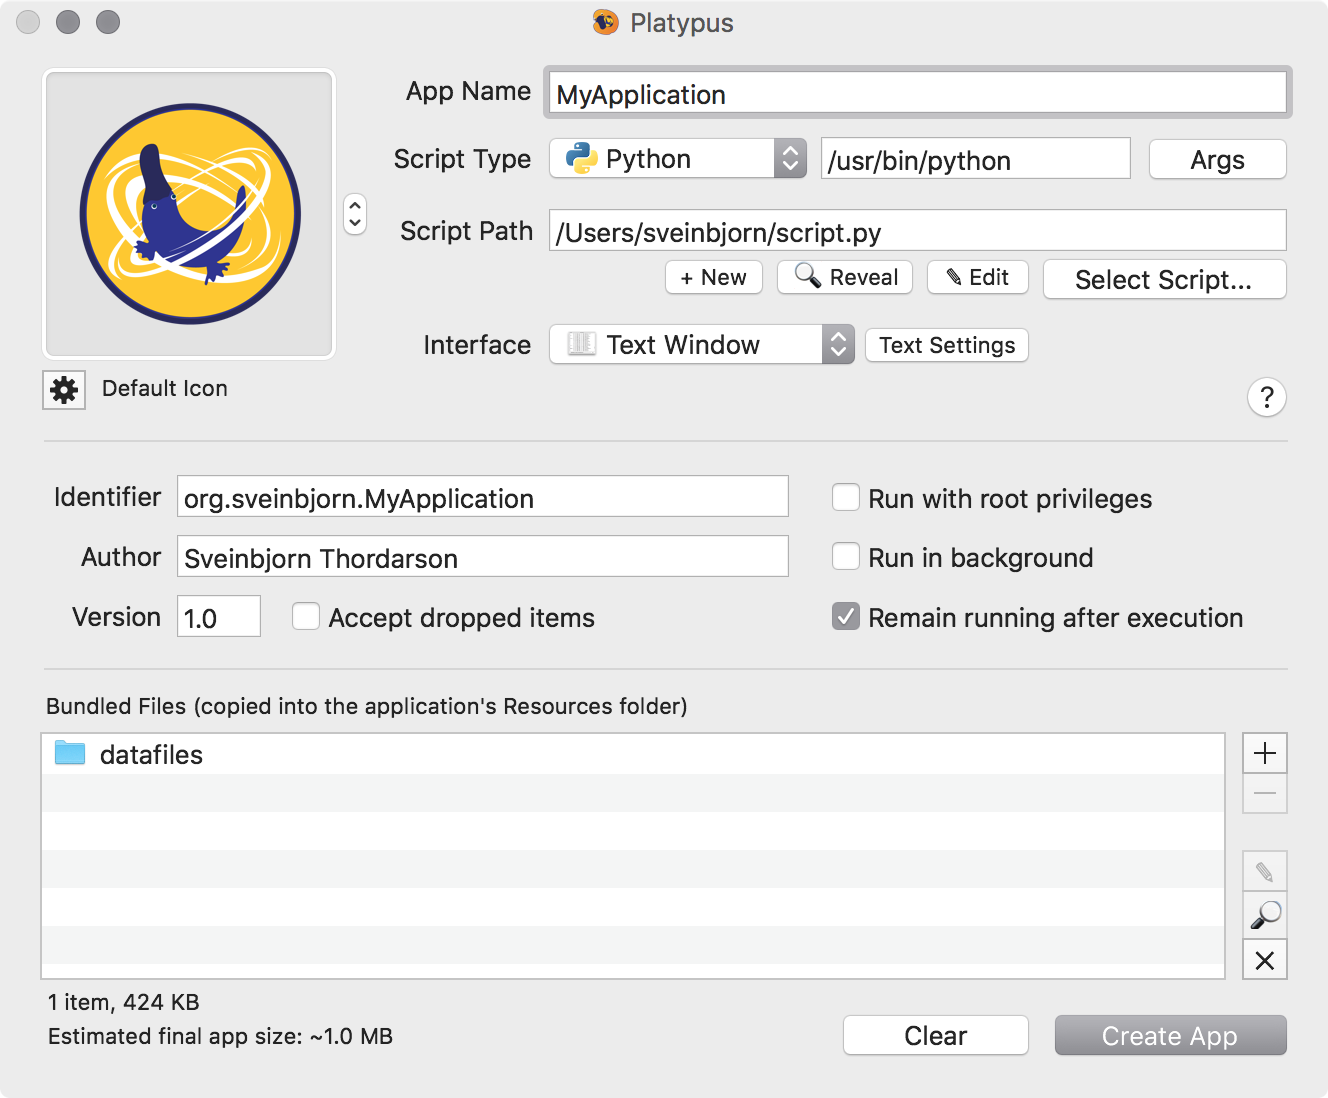 Platypus
App Name MyApplication
Script Type Python /usr/bin/python Args
Script Path /Users/sveinbjorn/script.py
+ New Reveal Edit Select Script...
Interface Text Window Text Settings
Default Icon ?
Identifier org.sveinbjorn.MyApplication Run with root privileges
Author Sveinbjorn Thordarson Run in background
Version 1.0 Accept dropped items Remain running after execution
Bundled Files (copied into the application's Resources folder)
datafiles
1 item, 424 KB
Estimated final app size: ~1.0 MB
Clear Create App